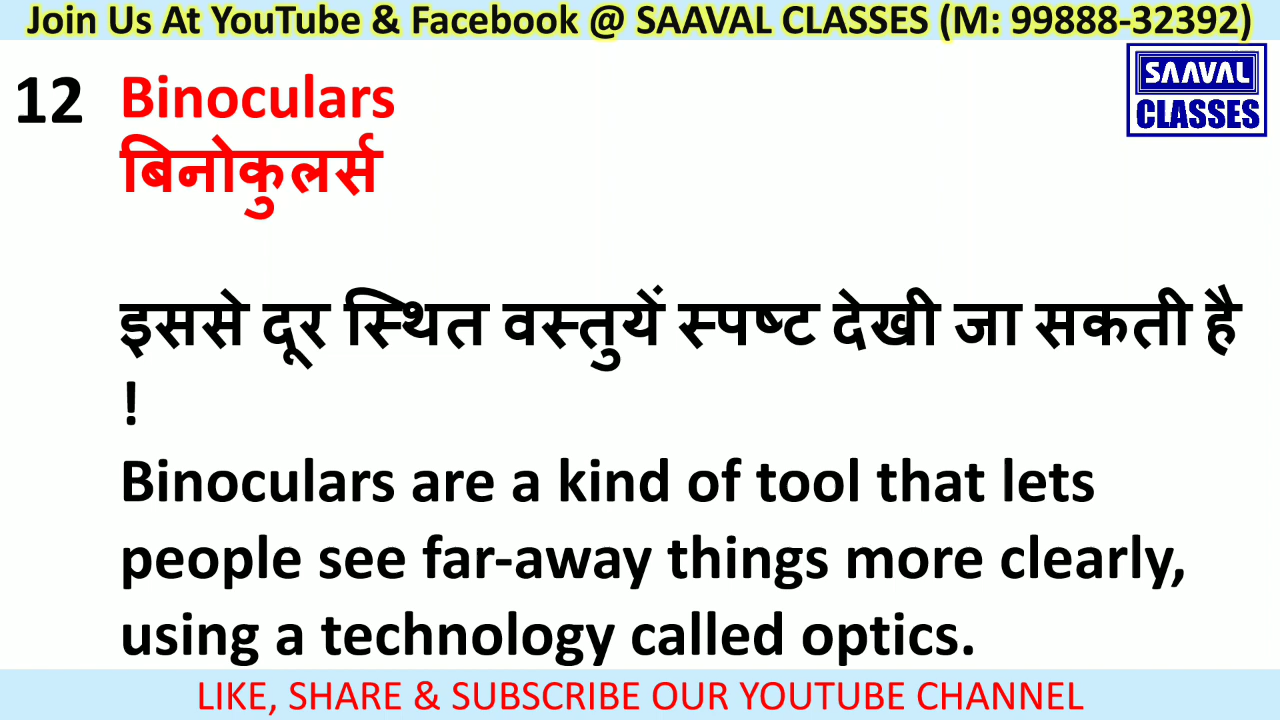 Join Us At YouTube & Facebook @ SAAVAL CLASSES (M: 99888-32392)
SAAVAL
CLASSES
12 Binoculars
बिनोकुलर्स
इससे दूर स्थित वस्तुयें स्पष्ट देखी जा सकती है
!
Binoculars are a kind of tool that lets
people see far-away things more clearly,
using a technology called optics.
LIKE, SHARE & SUBSCRIBE OUR YOUTUBE CHANNEL